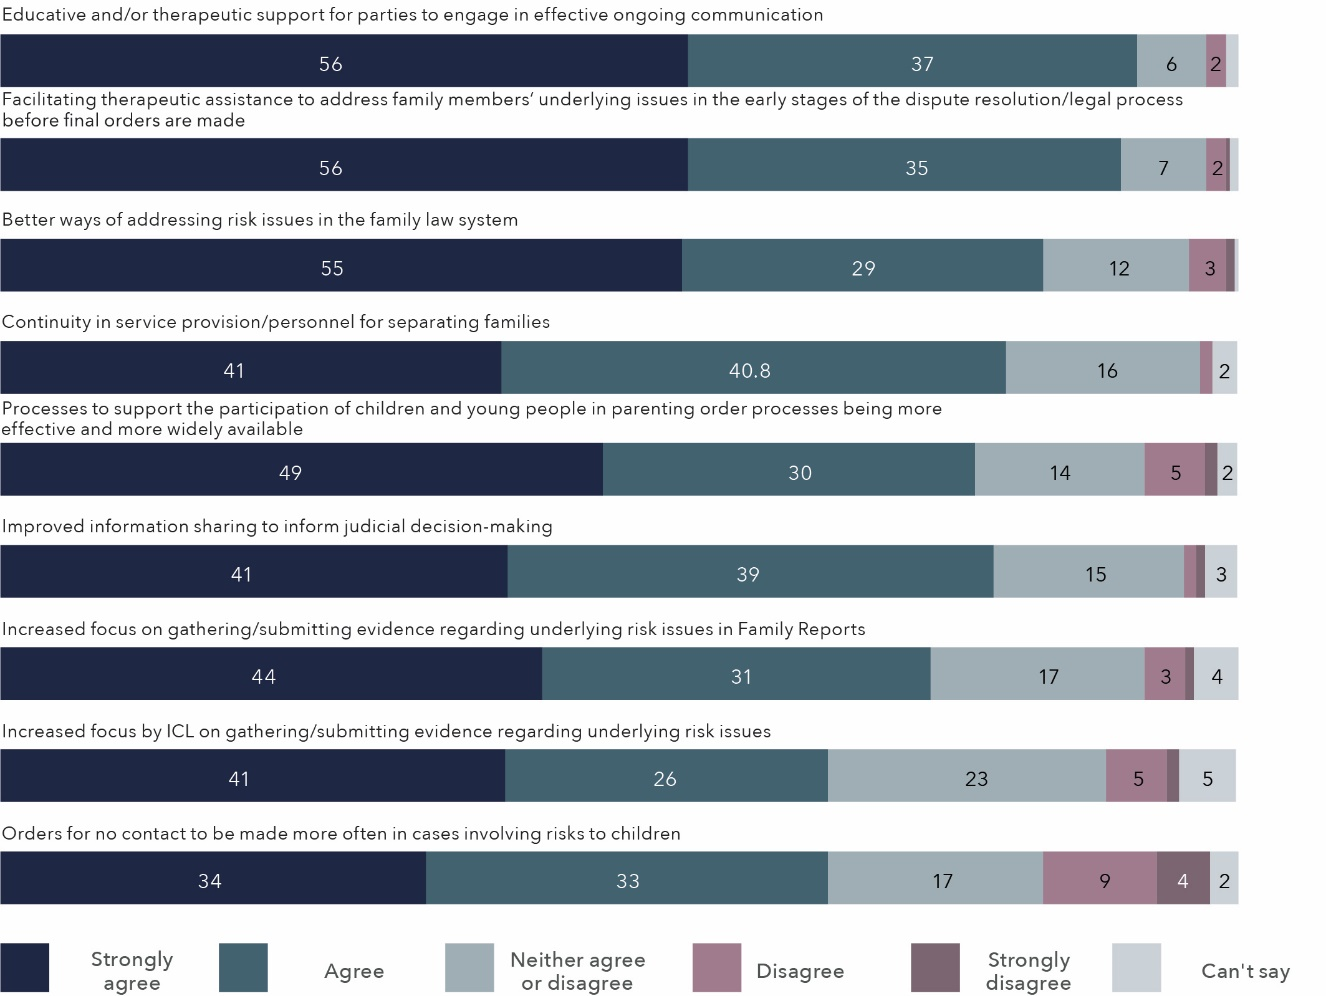 Educative and/or therapeutic support for parties to engage in effective ongoing communication
56 37 6 2
Facilitating therapeutic assistance to address family members’ underlying issues in the early stages of the dispute resolution/legal process
before final orders are made
56 35 7 2
Better ways of addressing risk issues in the family law system
55 29 12 3
Continuity in service provision/personnel for separating families
41 40.8 16 2
Processes to support the participation of children and young people in parenting order processes being more
effective and more widely available
49 30 14 5 2
Improved information sharing to inform judicial decision-making
41 39 15 3
Increased focus on gathering/submitting evidence regarding underlying risk issues in Family Reports
44 31 17 3 4
Increased focus by ICL on gathering/submitting evidence regarding underlying risk issues
41 26 23 5 5
Orders for no contact to be made more often in cases involving risks to children
34 33 17 9 4 2
Strongly
agree
Agree
Neither agree
or disagree
Disagree
Strongly
disagree
Can't say